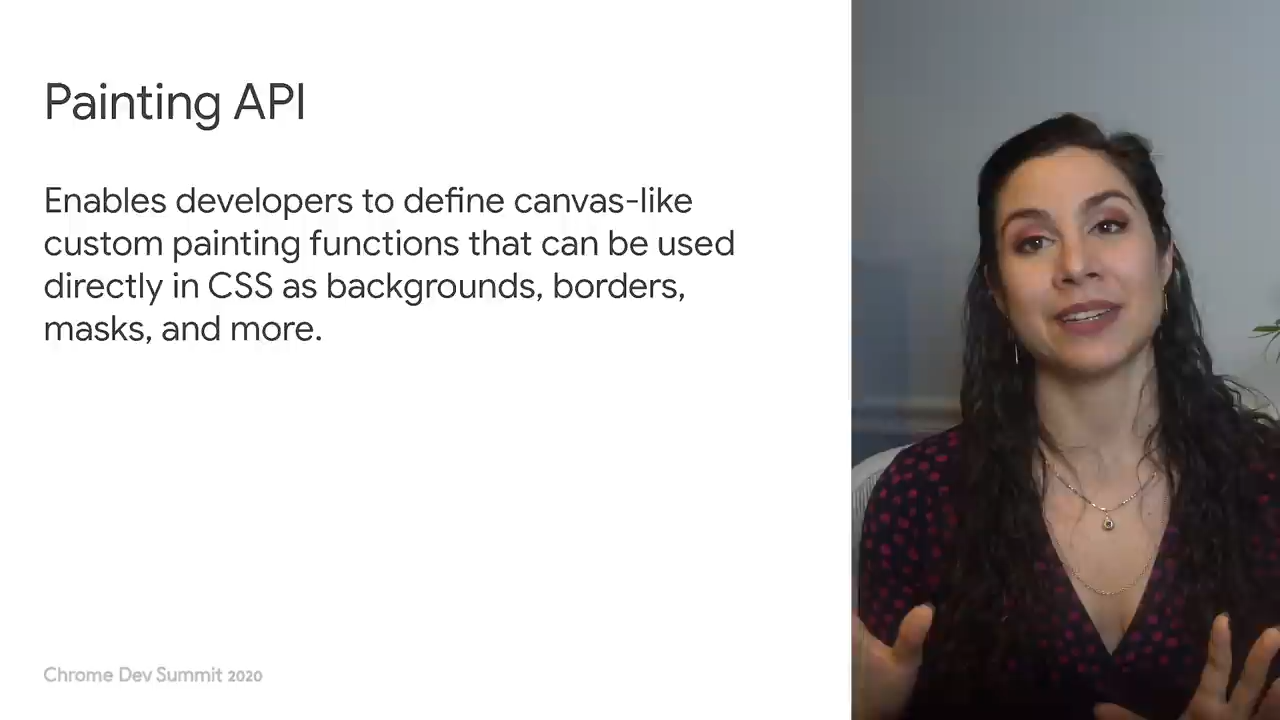 Painting API
Enables developers to define canvas-like
custom painting functions that can be used
directly in CSS as backgrounds, borders,
masks, and more.
Chrome Dev Summit 2020